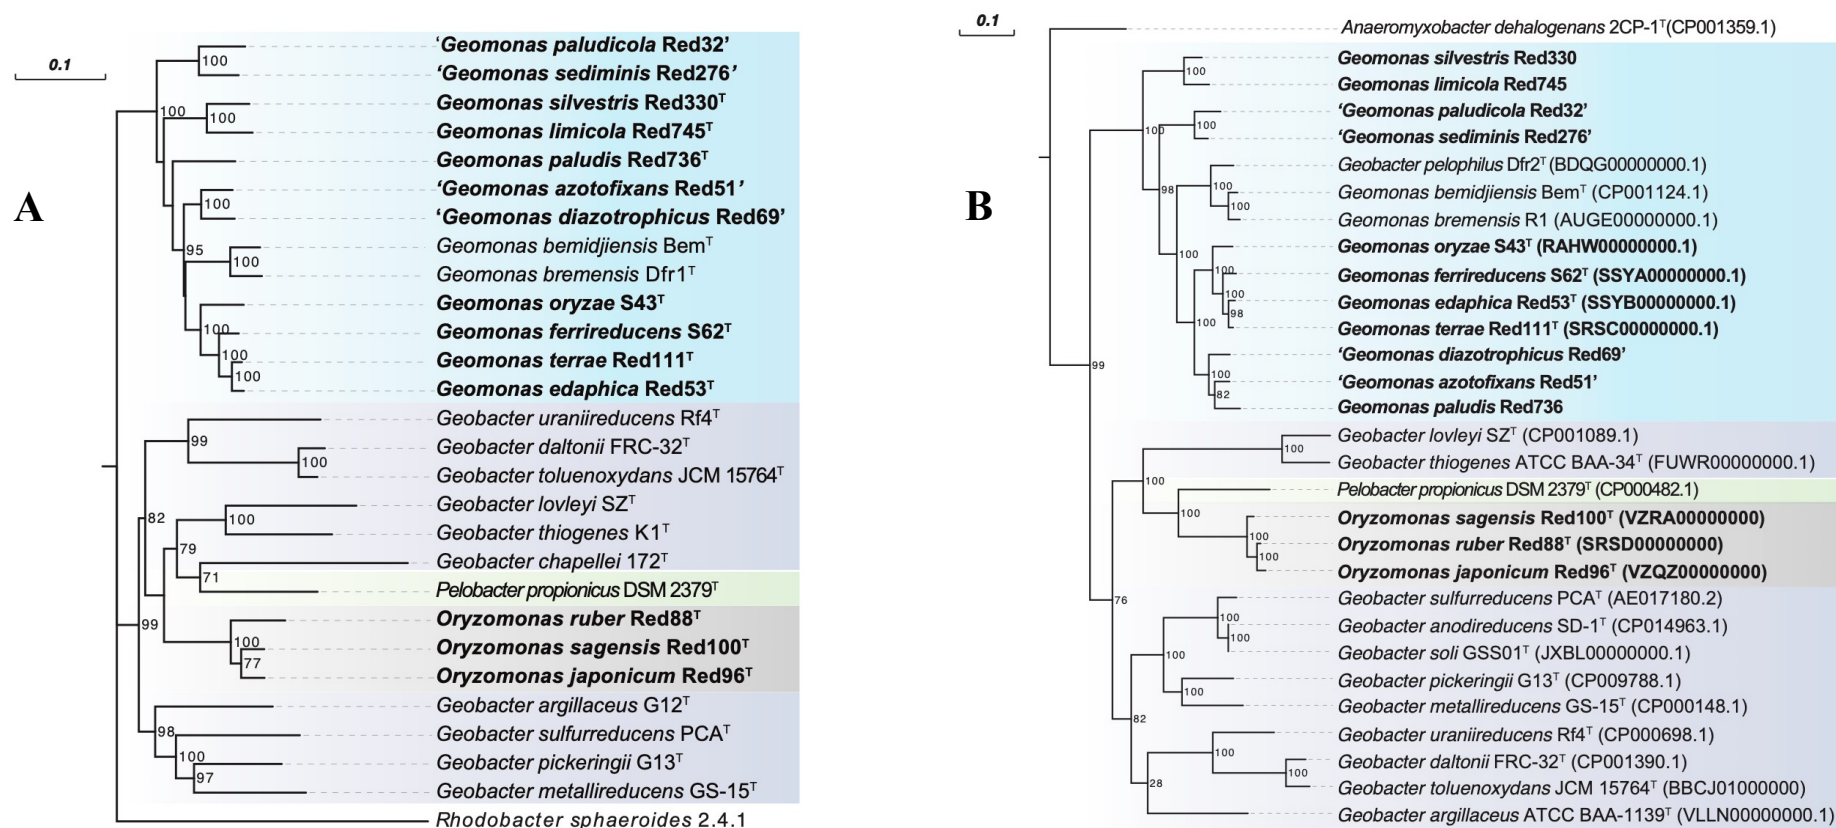 A
0.1
‘Geomonas paludicola Red32’
‘Geomonas sediminis Red276’
Geomonas silvestris Red330ᵀ
Geomonas limicola Red745ᵀ
Geomonas paludis Red736ᵀ
‘Geomonas azotofixans Red51’
‘Geomonas diazotrophicus Red69’
Geomonas bemidjiensis Bemᵀ
Geomonas bremensis Dfr1ᵀ
Geomonas oryzae S43ᵀ
Geomonas ferrireducens S62ᵀ
Geomonas terrae Red111ᵀ
Geomonas edaphica Red53ᵀ
Geobacter uraniireducens Rf4ᵀ
Geobacter daltonii FRC-32ᵀ
Geobacter toluenoxydans JCM 15764ᵀ
Geobacter lovleyi SZᵀ
Geobacter thiogenes K1ᵀ
Geobacter chapellei 172ᵀ
Pelobacter propionicus DSM 2379ᵀ
Oryzomonas ruber Red88ᵀ
Oryzomonas sagensis Red100ᵀ
Oryzomonas japonicum Red96ᵀ
Geobacter argillaceus G12ᵀ
Geobacter sulfurreducens PCAᵀ
Geobacter pickeringii G13ᵀ
Geobacter metallireducens GS-15ᵀ
Rhodobacter sphaeroides 2.4.1
100
100
100
100
95
100
100
100
100
99
100
82
100
79
71
99
100
77
98
100
97
B
0.1
Anaeromyxobacter dehalogenans 2CP-1ᵀ(CP001359.1)
Geomonas silvestris Red330
Geomonas limicola Red745
‘Geomonas paludicola Red32’
‘Geomonas sediminis Red276’
Geobacter pelophilus Dfr2ᵀ (BDQG00000000.1)
Geomonas bemidjiensis Bemᵀ (CP001124.1)
Geomonas bremensis R1 (AUGE00000000.1)
Geomonas oryzae S43ᵀ (RAHW00000000.1)
Geomonas ferrireducens S62ᵀ (SSYA00000000.1)
Geomonas edaphica Red53ᵀ (SSYB00000000.1)
Geomonas terrae Red111ᵀ (SRSC00000000.1)
‘Geomonas diazotrophicus Red69’
‘Geomonas azotofixans Red51’
Geomonas paludis Red736
Geobacter lovleyi SZᵀ (CP001089.1)
Geobacter thiogenes ATCC BAA-34ᵀ (FUWR00000000.1)
Pelobacter propionicus DSM 2379ᵀ (CP000482.1)
Oryzomonas sagensis Red100ᵀ (VZRA00000000)
Oryzomonas ruber Red88ᵀ (SRSD00000000)
Oryzomonas japonicum Red96ᵀ (VZQZ00000000)
Geobacter sulfurreducens PCAᵀ (AE017180.2)
Geobacter anodireducens SD-1ᵀ (CP014963.1)
Geobacter soli GSS01ᵀ (JXBL00000000.1)
Geobacter pickeringii G13ᵀ (CP009788.1)
Geobacter metallireducens GS-15ᵀ (CP000148.1)
Geobacter uraniireducens Rf4ᵀ (CP000698.1)
Geobacter daltonii FRC-32ᵀ (CP001390.1)
Geobacter toluenoxydans JCM 15764ᵀ (BBCJ01000000)
Geobacter argillaceus ATCC BAA-1139ᵀ (VLLN00000000.1)
100
100
100
98
100
100
100
100
100
98
100
100
82
99
100
100
100
100
100
76
100
100
100
100
82
100
100
28